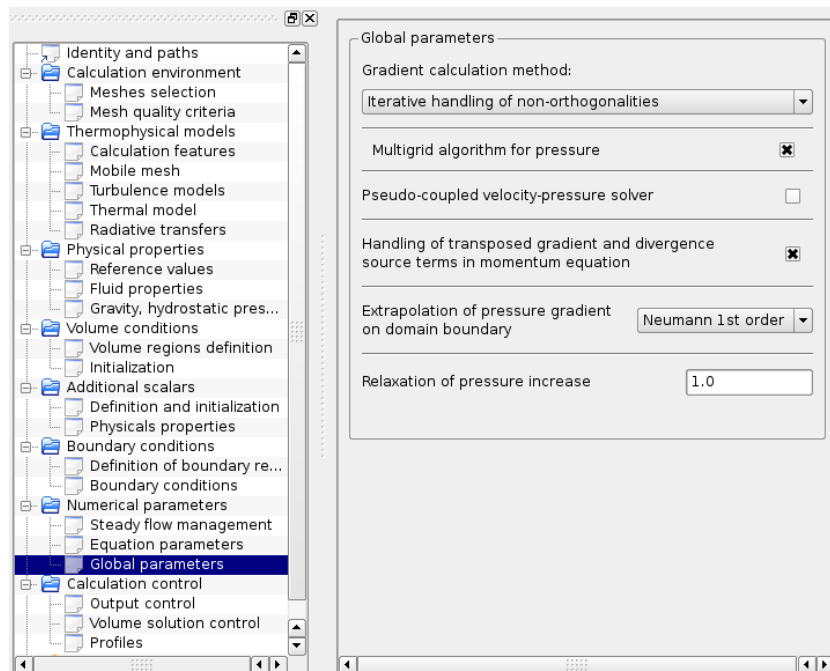 Identity and paths
Calculation environment
Meshes selection
Mesh quality criteria
Thermophysical models
Calculation features
Mobile mesh
Turbulence models
Thermal model
Radiative transfers
Physical properties
Reference values
Fluid properties
Gravity, hydrostatic pres...
Volume conditions
Volume regions definition
Initialization
Additional scalars
Definition and initialization
Physicals properties
Boundary conditions
Definition of boundary re...
Boundary conditions
Numerical parameters
Steady flow management
Equation parameters
Global parameters
Calculation control
Output control
Volume solution control
Profiles
Global parameters
Gradient calculation method:
Iterative handling of non-orthogonalities
Multigrid algorithm for pressure
Pseudo-coupled velocity-pressure solver
Handling of transposed gradient and divergence
source terms in momentum equation
Extrapolation of pressure gradient
on domain boundary
Neumann 1st order
Relaxation of pressure increase
1.0